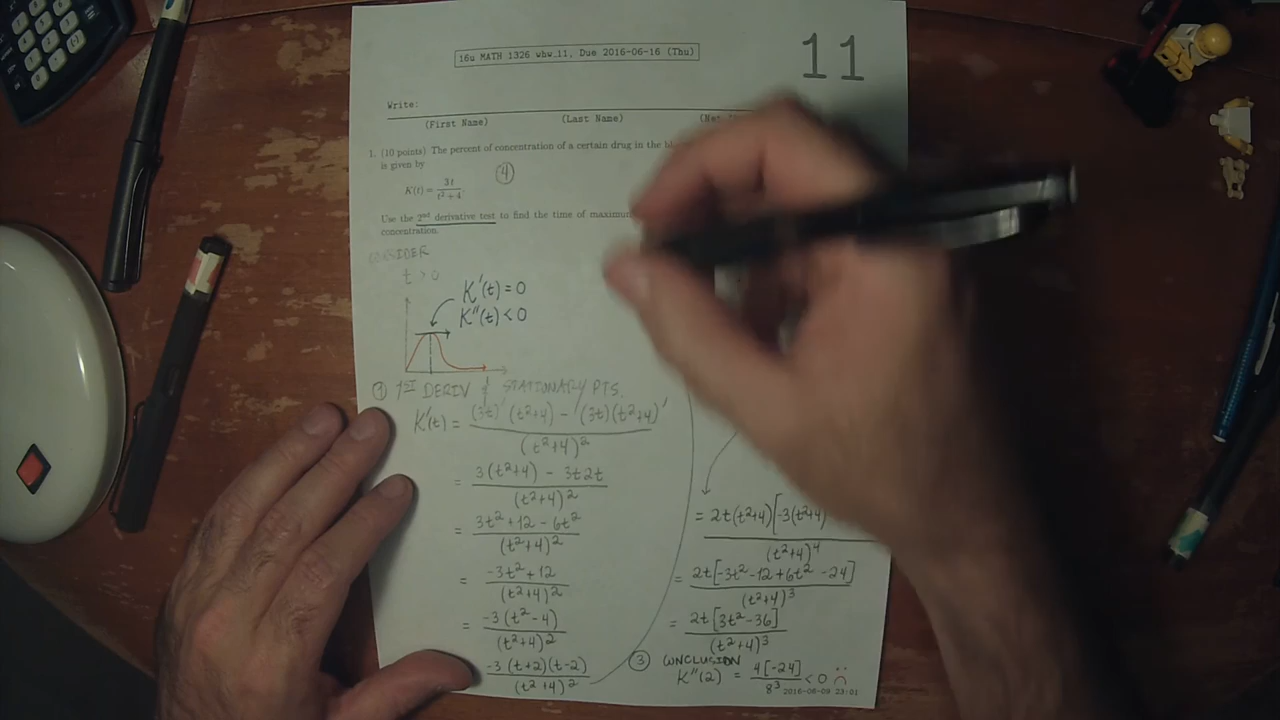 16u MATH 1326 wbw_11, Due 2016-06-16 (Thu)
11
Write:
(First Name) (Last Name)
1. (10 points) The percent of concentration of a certain drug in the
is given by
K(t) = 3t / t² + 4 .
(4)
Use the 2nd derivative test to find the time of
concentration.
CONSIDER
t > 0
K'(t) = 0
K''(t) < 0
① 1ST DERIV & STATIONARY PTS.
K'(t) = (3t)' (t²+4) - (3t)(t²+4)' / (t²+4)²
= 3(t²+4) - 3t2t / (t²+4)²
= 3t²+12 - 6t² / (t²+4)²
= -3t²+12 / (t²+4)²
= -3(t²-4) / (t²+4)²
-3(t+2)(t-2) / (t²+4)²
= 2t(t²+4)[-3(t²+4) / (t²+4)⁴
= 2t[-3t²-12+6t²-24] / (t²+4)³
= 2t[3t²-36] / (t²+4)³
③ CONCLUSION
K''(2) = 4[-24] / 8³ < 0
2016-06-09 23:01